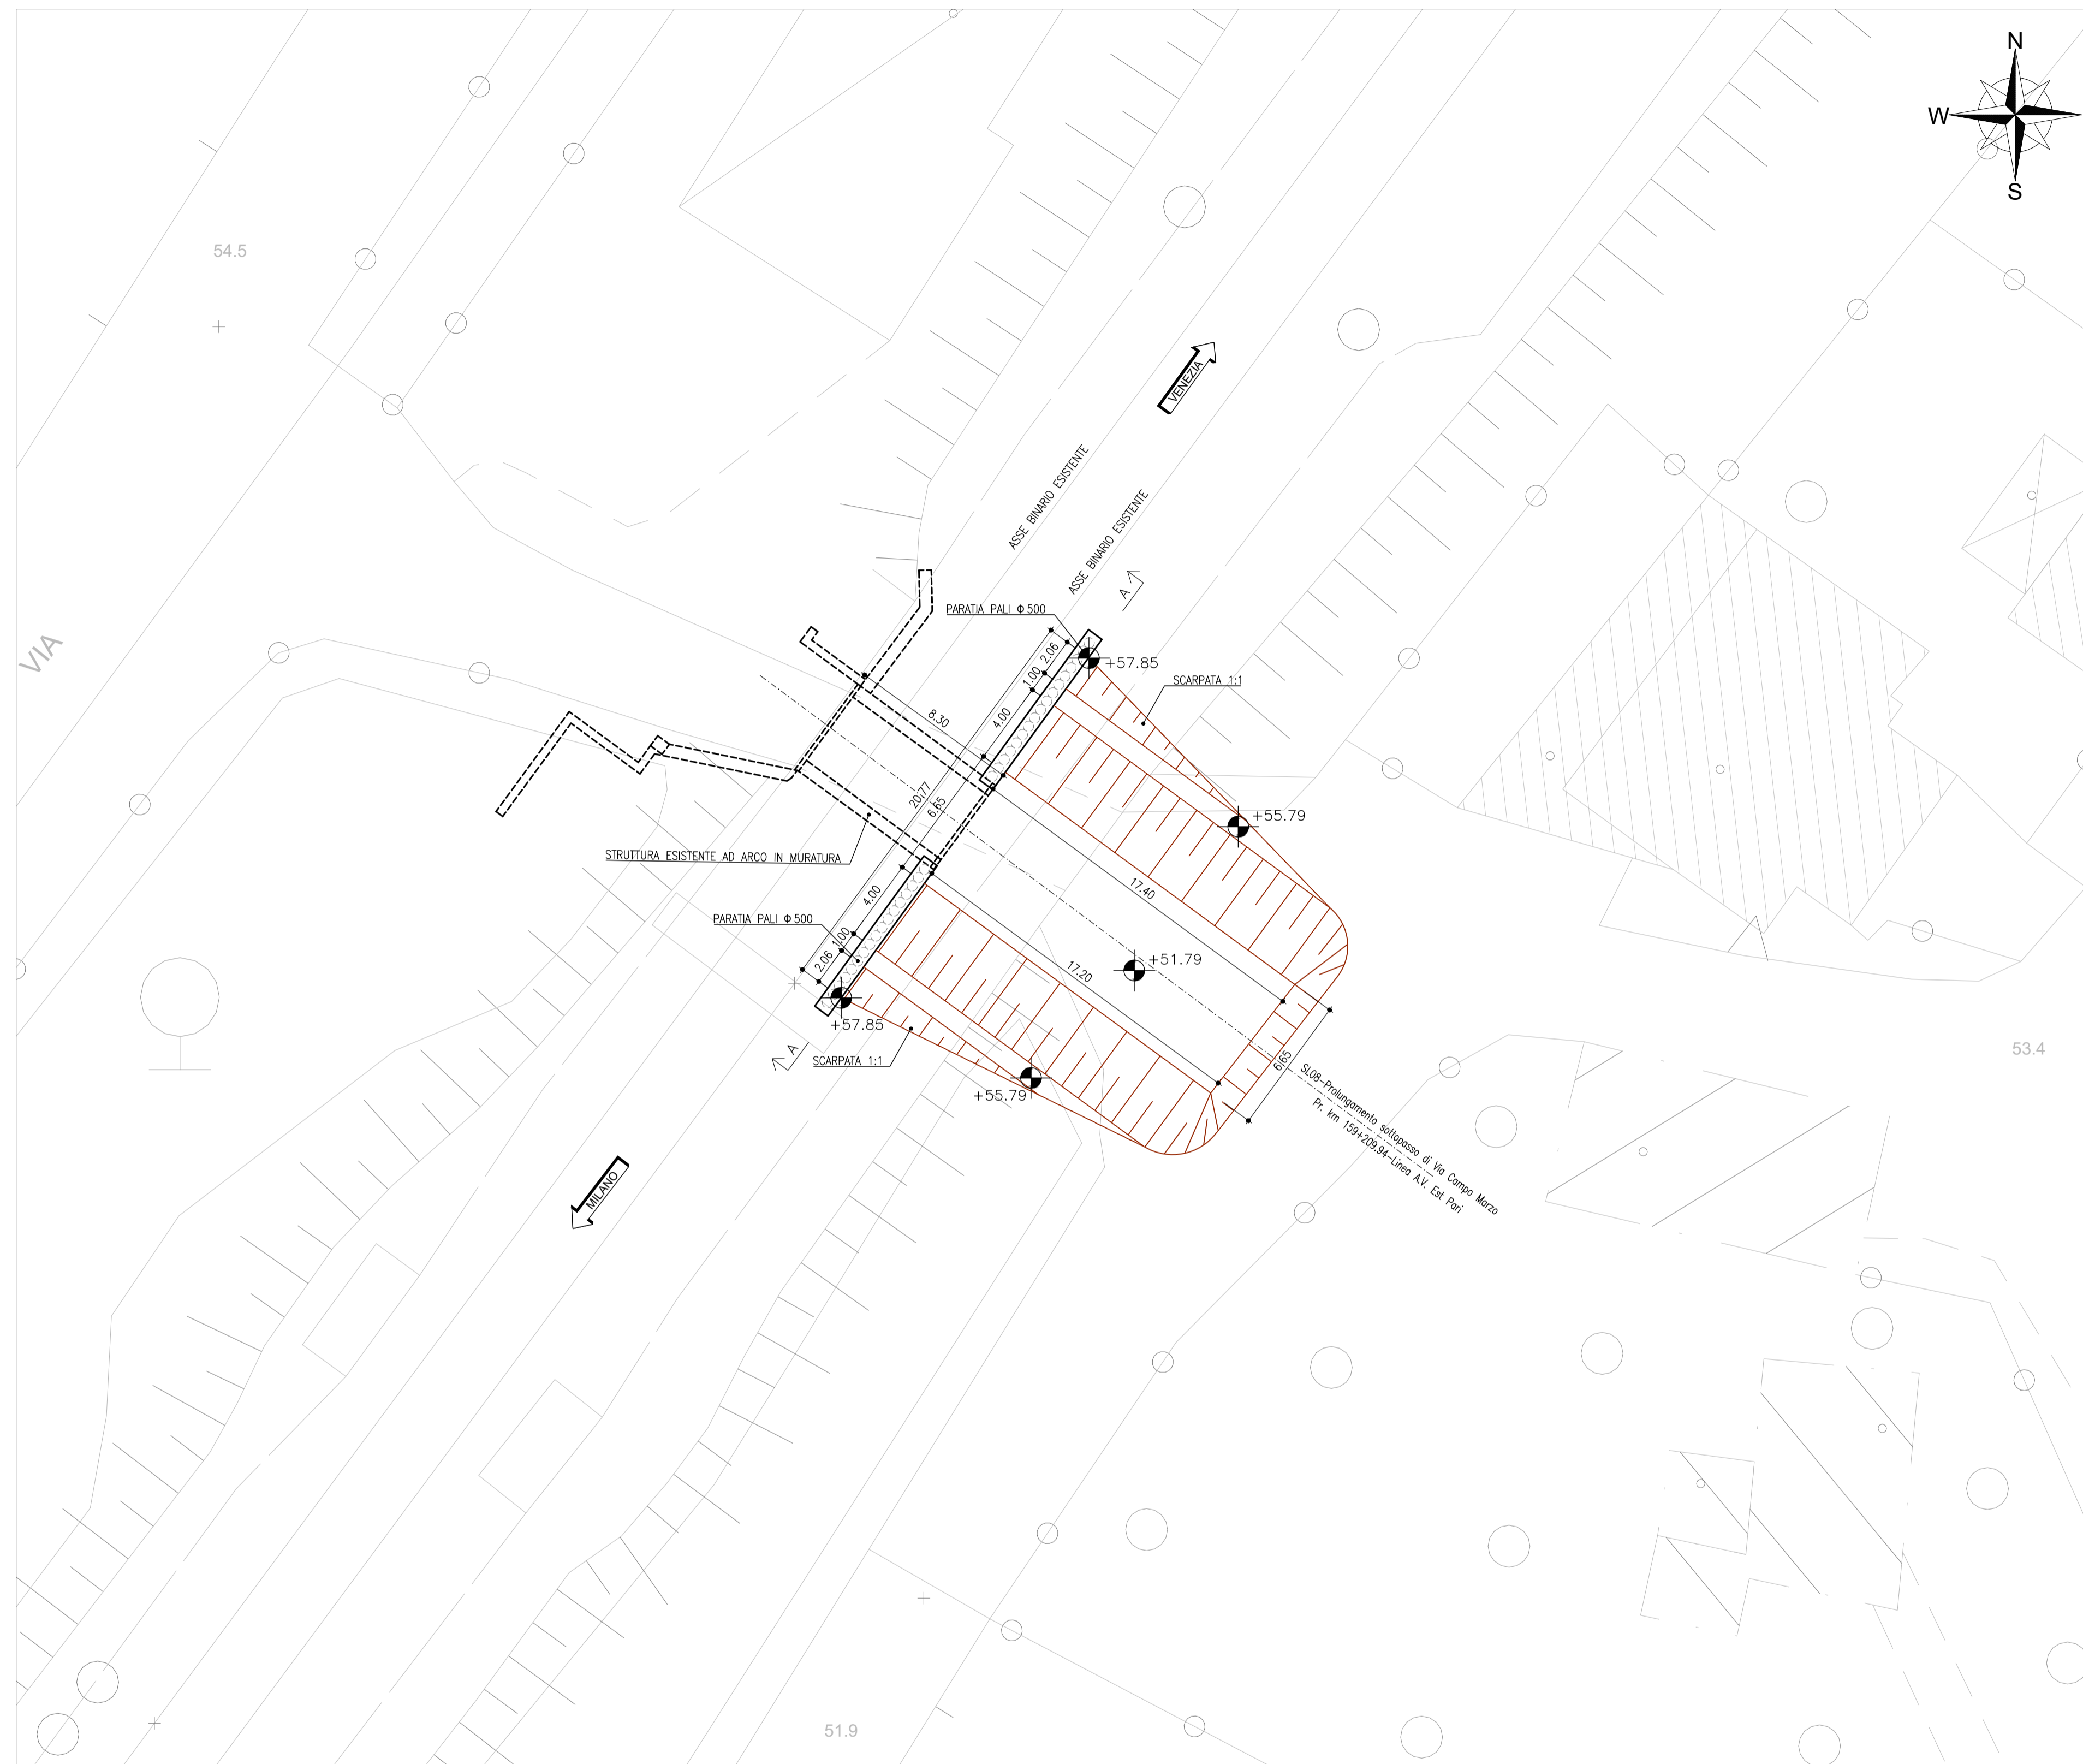 N
W
S
54.5
VIA
VENEZIA
ASSE BINARIO ESISTENTE
ASSE BINARIO ESISTENTE
A
PARATIA PALI Φ500
2.06
+57.85
1.00
SCARPATA 1:1
4.00
8.30
20.77
6.65
+55.79
STRUTTURA ESISTENTE AD ARCO IN MURATURA
4.00
17.40
PARATIA PALI Φ500
1.00
2.06
17.20
+51.79
+57.85
A
SCARPATA 1:1
6.65
53.4
+55.79
SL08-Prolungamento sottopasso di Via Campo Marzo
Pr. km 159+209.94-Linea A.V. Est Pari
MILANO
51.9